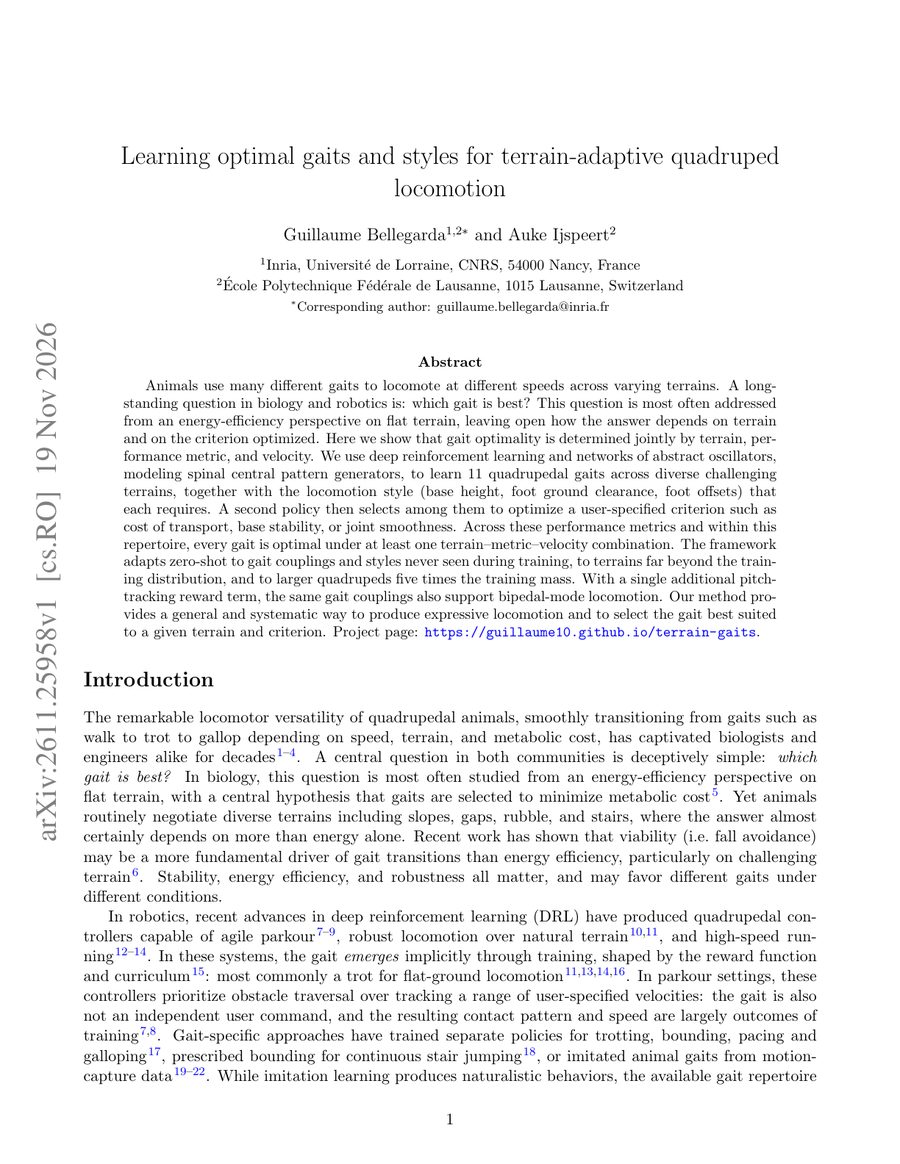 Learning optimal gaits and styles for terrain-adaptive quadruped
locomotion
Guillaume Bellegarda1,2* and Auke Ijspeert2
1Inria, Université de Lorraine, CNRS, 54000 Nancy, France
2École Polytechnique Fédérale de Lausanne, 1015 Lausanne, Switzerland
*Corresponding author: guillaume.bellegarda@inria.fr
Abstract
Animals use many different gaits to locomote at different speeds across varying terrains. A long-
standing question in biology and robotics is: which gait is best? This question is most often addressed
from an energy-efficiency perspective on flat terrain, leaving open how the answer depends on terrain
and on the criterion optimized. Here we show that gait optimality is determined jointly by terrain, per-
formance metric, and velocity. We use deep reinforcement learning and networks of abstract oscillators,
modeling spinal central pattern generators, to learn 11 quadrupedal gaits across diverse challenging
terrains, together with the locomotion style (base height, foot ground clearance, foot offsets) that
each requires. A second policy then selects among them to optimize a user-specified criterion such as
cost of transport, base stability, or joint smoothness. Across these performance metrics and within this
repertoire, every gait is optimal under at least one terrain–metric–velocity combination. The framework
adapts zero-shot to gait couplings and styles never seen during training, to terrains far beyond the train-
ing distribution, and to larger quadrupeds five times the training mass. With a single additional pitch-
tracking reward term, the same gait couplings also support bipedal-mode locomotion. Our method pro-
vides a general and systematic way to produce expressive locomotion and to select the gait best suited
to a given terrain and criterion. Project page: https://guillaume10.github.io/terrain-gaits.
Introduction
The remarkable locomotor versatility of quadrupedal animals, smoothly transitioning from gaits such as
walk to trot to gallop depending on speed, terrain, and metabolic cost, has captivated biologists and
engineers alike for decades1–4. A central question in both communities is deceptively simple: which
gait is best? In biology, this question is most often studied from an energy-efficiency perspective on
flat terrain, with a central hypothesis that gaits are selected to minimize metabolic cost5. Yet animals
routinely negotiate diverse terrains including slopes, gaps, rubble, and stairs, where the answer almost
certainly depends on more than energy alone. Recent work has shown that viability (i.e. fall avoidance)
may be a more fundamental driver of gait transitions than energy efficiency, particularly on challenging
terrain6. Stability, energy efficiency, and robustness all matter, and may favor different gaits under
different conditions.
In robotics, recent advances in deep reinforcement learning (DRL) have produced quadrupedal con-
trollers capable of agile parkour7–9, robust locomotion over natural terrain10,11, and high-speed run-
ning12–14. In these systems, the gait emerges implicitly through training, shaped by the reward function
and curriculum15: most commonly a trot for flat-ground locomotion11,13,14,16. In parkour settings, these
controllers prioritize obstacle traversal over tracking a range of user-specified velocities: the gait is also
not an independent user command, and the resulting contact pattern and speed are largely outcomes of
training7,8. Gait-specific approaches have trained separate policies for trotting, bounding, pacing and
galloping17, prescribed bounding for continuous stair jumping18, or imitated animal gaits from motion-
capture data19–22. While imitation learning produces naturalistic behaviors, the available gait repertoire
1
arXiv:2611.25958v1 [cs.RO] 19 Nov 2026